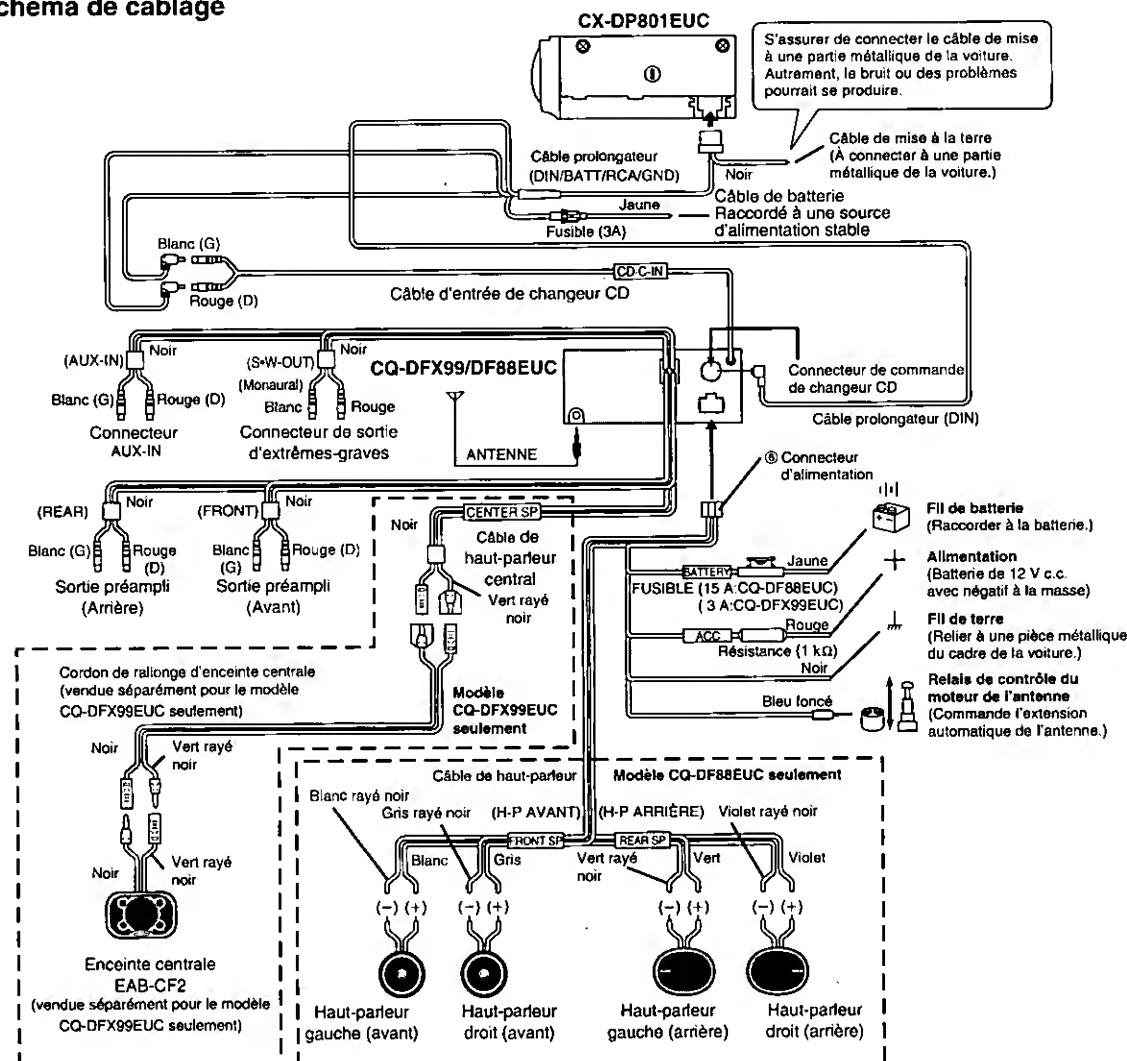 chéma de câblage
CX-DP801EUC
S'assurer de connecter le câble de mise
à une partie métallique de la voiture.
Autrement, le bruit ou des problèmes
pourrait se produire.
Câble de mise à la terre
(À connecter à une partie
métallique de la voiture.)
Câble prolongateur
(DIN/BATT/RCA/GND)
Noir
Jaune
Fusible (3A)
Câble de batterie
Raccordé à une source
d'alimentation stable
Blanc (G)
Rouge (D)
CD·C-IN
Câble d'entrée de changeur CD
(AUX-IN)
Noir
Blanc (G)
Rouge (D)
Connecteur
AUX-IN
(S•W-OUT)
(Monaural)
Noir
Blanc
Rouge
Connecteur de sortie
d'extrêmes-graves
CQ-DFX99/DF88EUC
ANTENNE
Connecteur de commande
de changeur CD
Câble prolongateur (DIN)
⑥ Connecteur
d'alimentation
(REAR)
Noir
Blanc (G)
Rouge
(D)
Sortie préampli
(Arrière)
(FRONT)
Noir
Blanc
(G)
Rouge (D)
Sortie préampli
(Avant)
Noir
CENTER SP
Câble de
haut-parleur
central
Vert rayé
noir
BATTERY
Jaune
FUSIBLE (15 A:CQ-DF88EUC)
( 3 A:CQ-DFX99EUC)
ACC
Rouge
Résistance (1 kΩ)
Noir
Bleu foncé
Fil de batterie
(Raccorder à la batterie.)
Alimentation
(Batterie de 12 V c.c.
avec négatif à la masse)
Fil de terre
(Relier à une pièce métallique
du cadre de la voiture.)
Relais de contrôle du
moteur de l'antenne
(Commande l'extension
automatique de l'antenne.)
Cordon de rallonge d'enceinte centrale
(vendue séparément pour le modèle
CQ-DFX99EUC seulement)
Modèle
CQ-DFX99EUC
seulement
Noir
Vert rayé
noir
Noir
Vert rayé
noir
Enceinte centrale
EAB-CF2
(vendue séparément pour le modèle
CQ-DFX99EUC seulement)
Câble de haut-parleur
Modèle CQ-DF88EUC seulement
Blanc rayé noir
Gris rayé noir
(H-P AVANT)
(H-P ARRIÈRE)
Violet rayé noir
FRONT SP
REAR SP
Blanc
Gris
Vert rayé
noir
Vert
Violet
(−) (+)
(−) (+)
(−) (+)
(−) (+)
Haut-parleur
gauche (avant)
Haut-parleur
droit (avant)
Haut-parleur
gauche (arrière)
Haut-parleur
droit (arrière)